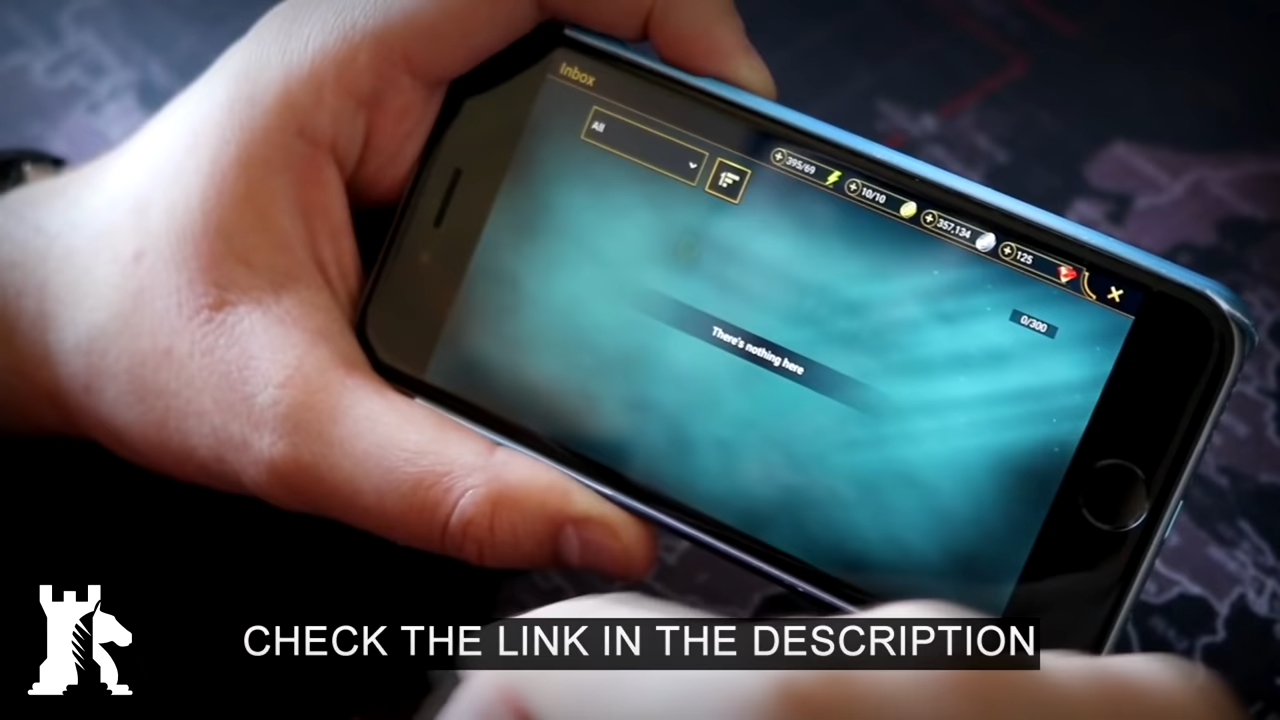 Inbox
All
395/69
10/10
357,134
125
0/300
There's nothing here
CHECK THE LINK IN THE DESCRIPTION